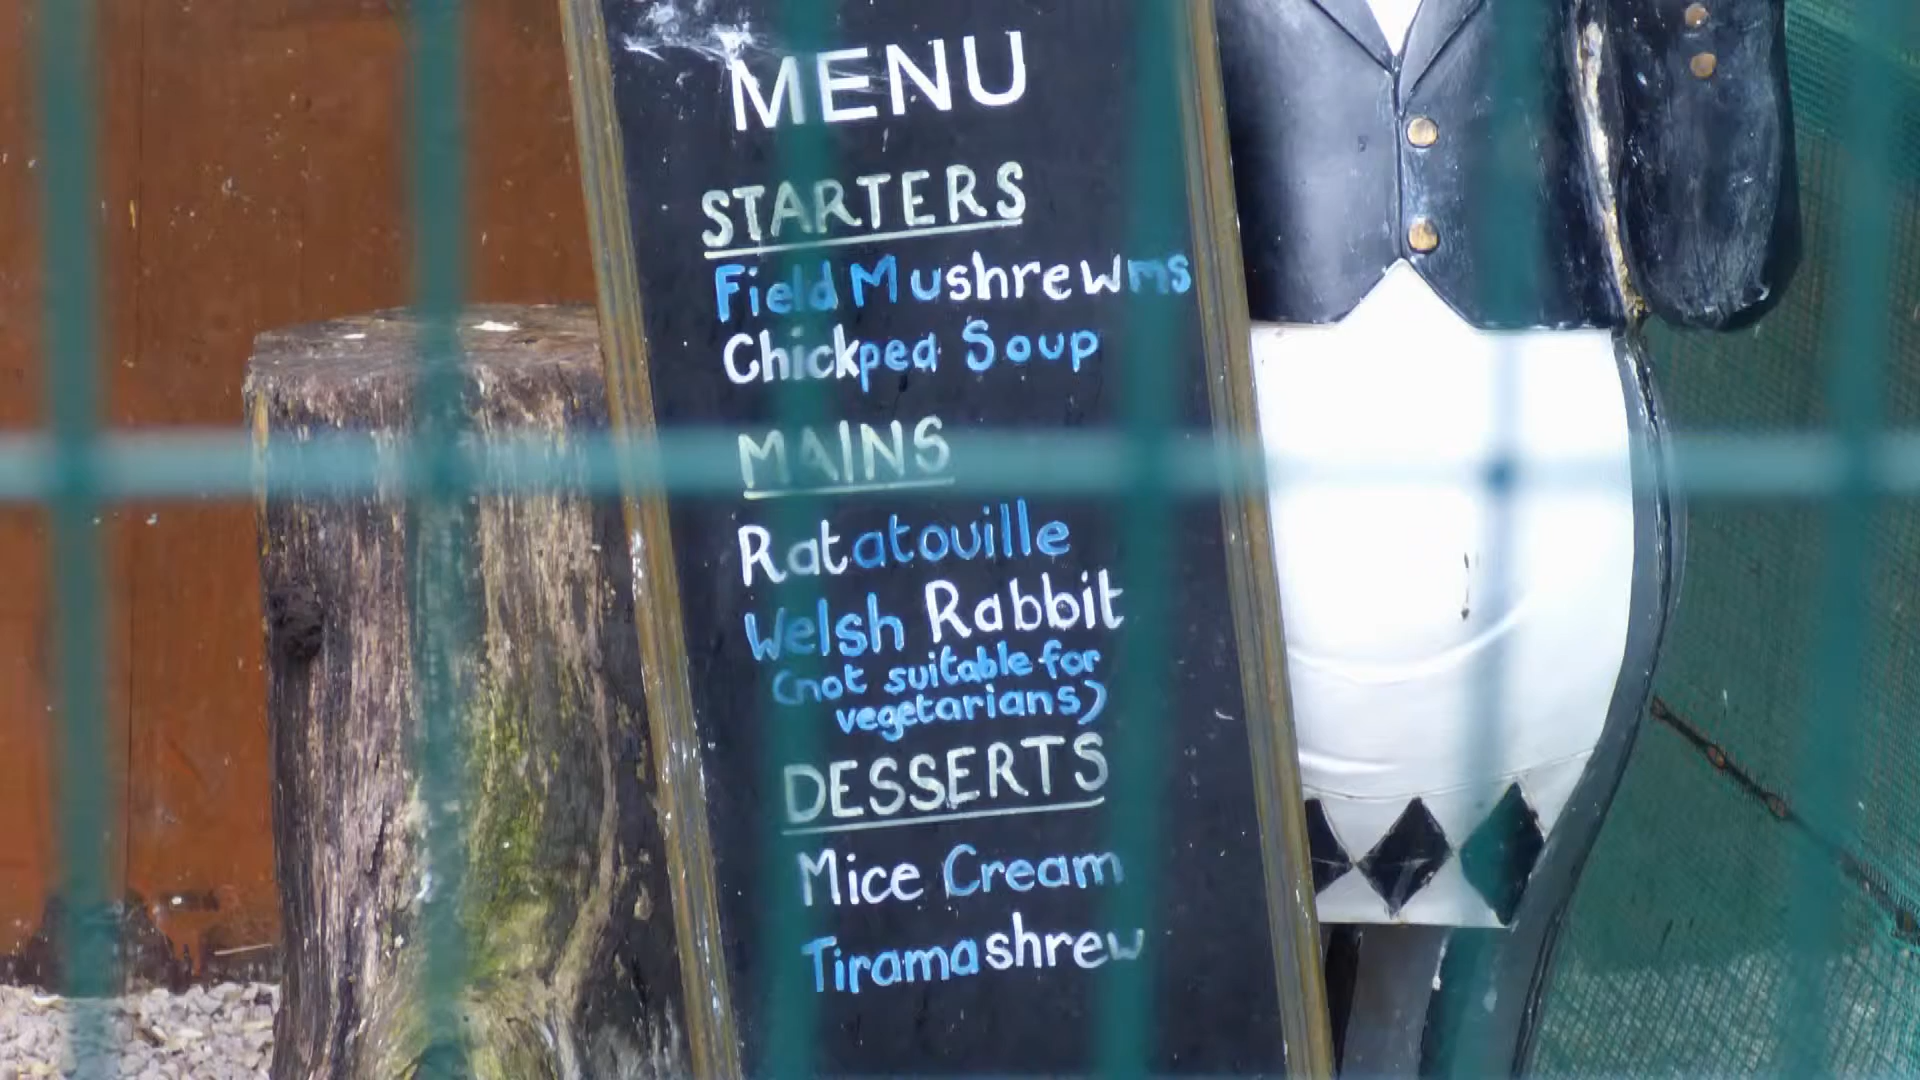 MENU
STARTERS
Field Mushrewms
Chickpea Soup
MAINS
Ratatouille
Welsh Rabbit
(not suitable for
vegetarians)
DESSERTS
Mice Cream
Tiramashrew